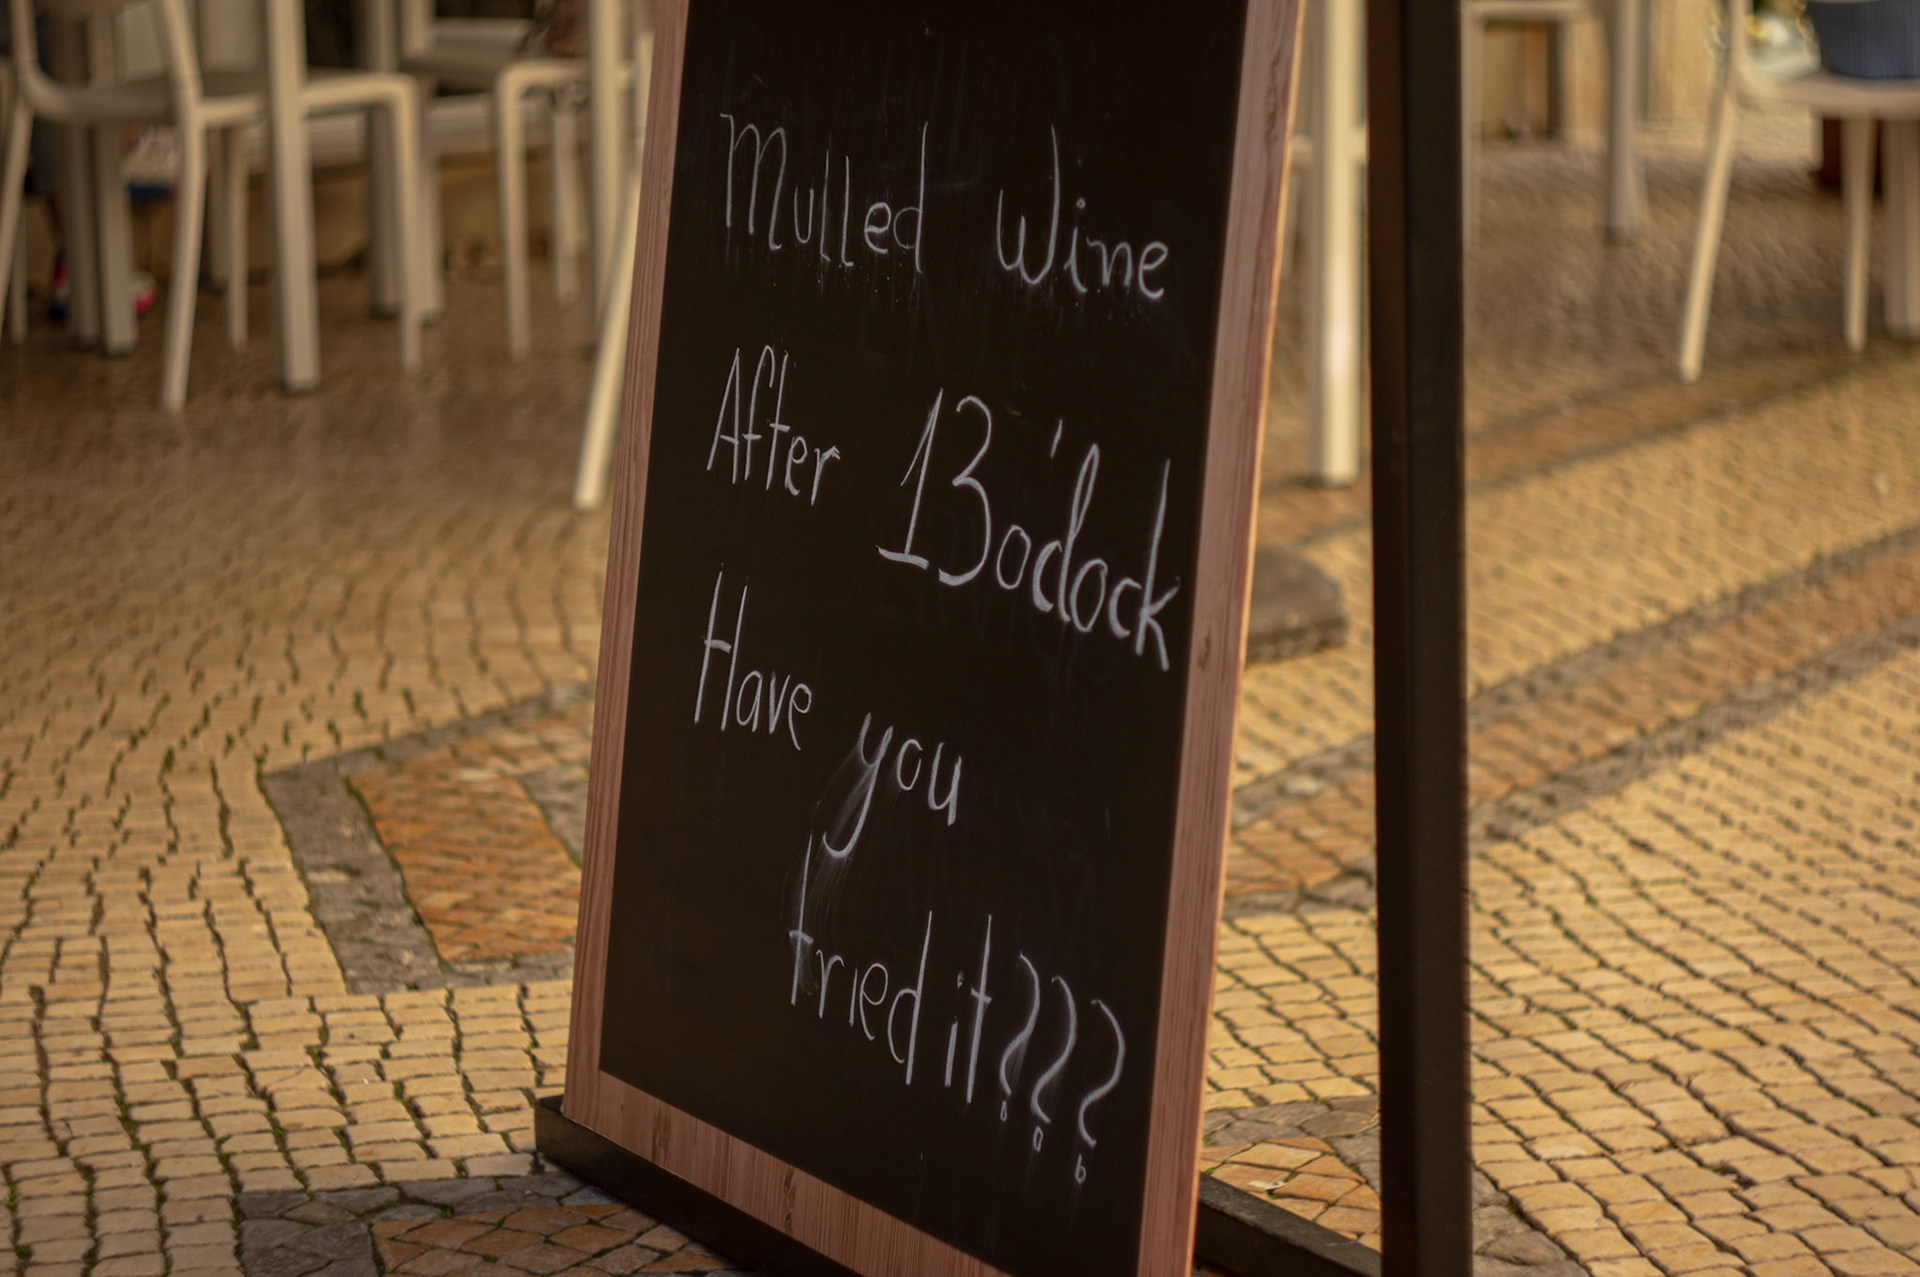 Mulled Wine
After 13o'clock
Have you
tried it???